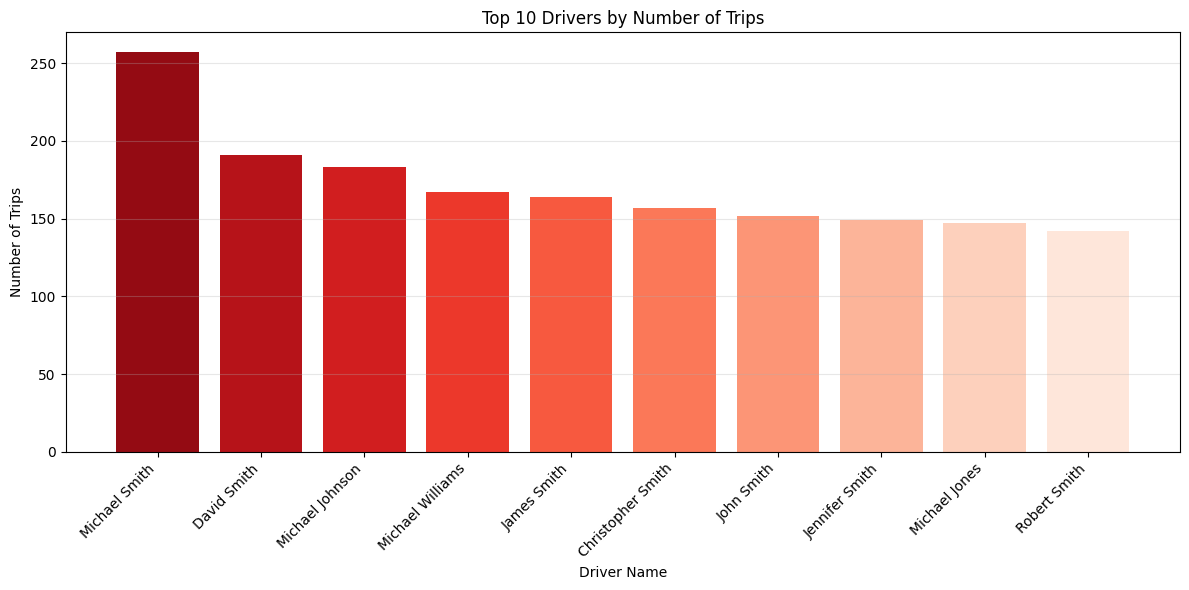 Top 10 Drivers by Number of Trips
Number of Trips
250
200
150
100
50
0
Michael Smith
David Smith
Michael Johnson
Michael Williams
James Smith
Christopher Smith
John Smith
Jennifer Smith
Michael Jones
Robert Smith
Driver Name